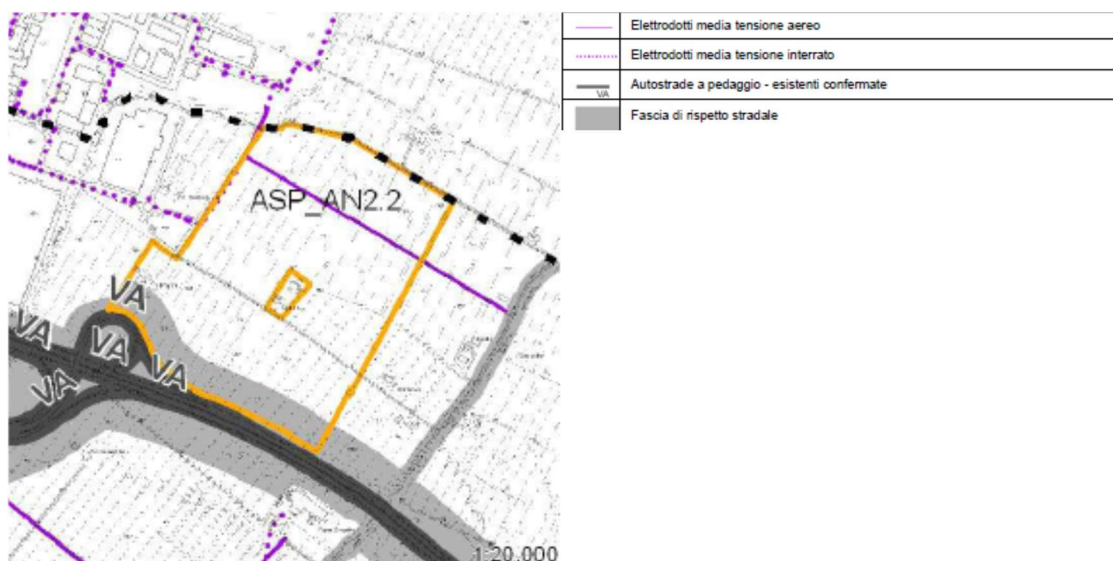 Elettrodotti media tensione aereo
Elettrodotti media tensione interrato
VA
Autostrade a pedaggio - esistenti confermate
Fascia di rispetto stradale
ASP_AN2.2
VA
VA
VA
VA
VA
1:20.000